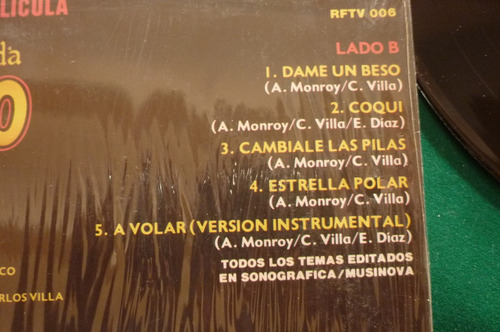 LICULA
RFTV 006
da
O
LADO B
1. DAME UN BESO
(A. Monroy/C. Villa)
2. COQUI
(A. Monroy/C. Villa/E. Díaz)
3. CAMBIALE LAS PILAS
(A. Monroy/C. Villa)
4. ESTRELLA POLAR
(A. Monroy/C. Villa)
5. A VOLAR (VERSION INSTRUMENTAL)
(A. Monroy/C. Villa/E. Díaz)
TODOS LOS TEMAS EDITADOS
EN SONOGRAFICA/MUSINOVA
CO
RLOS VILLA